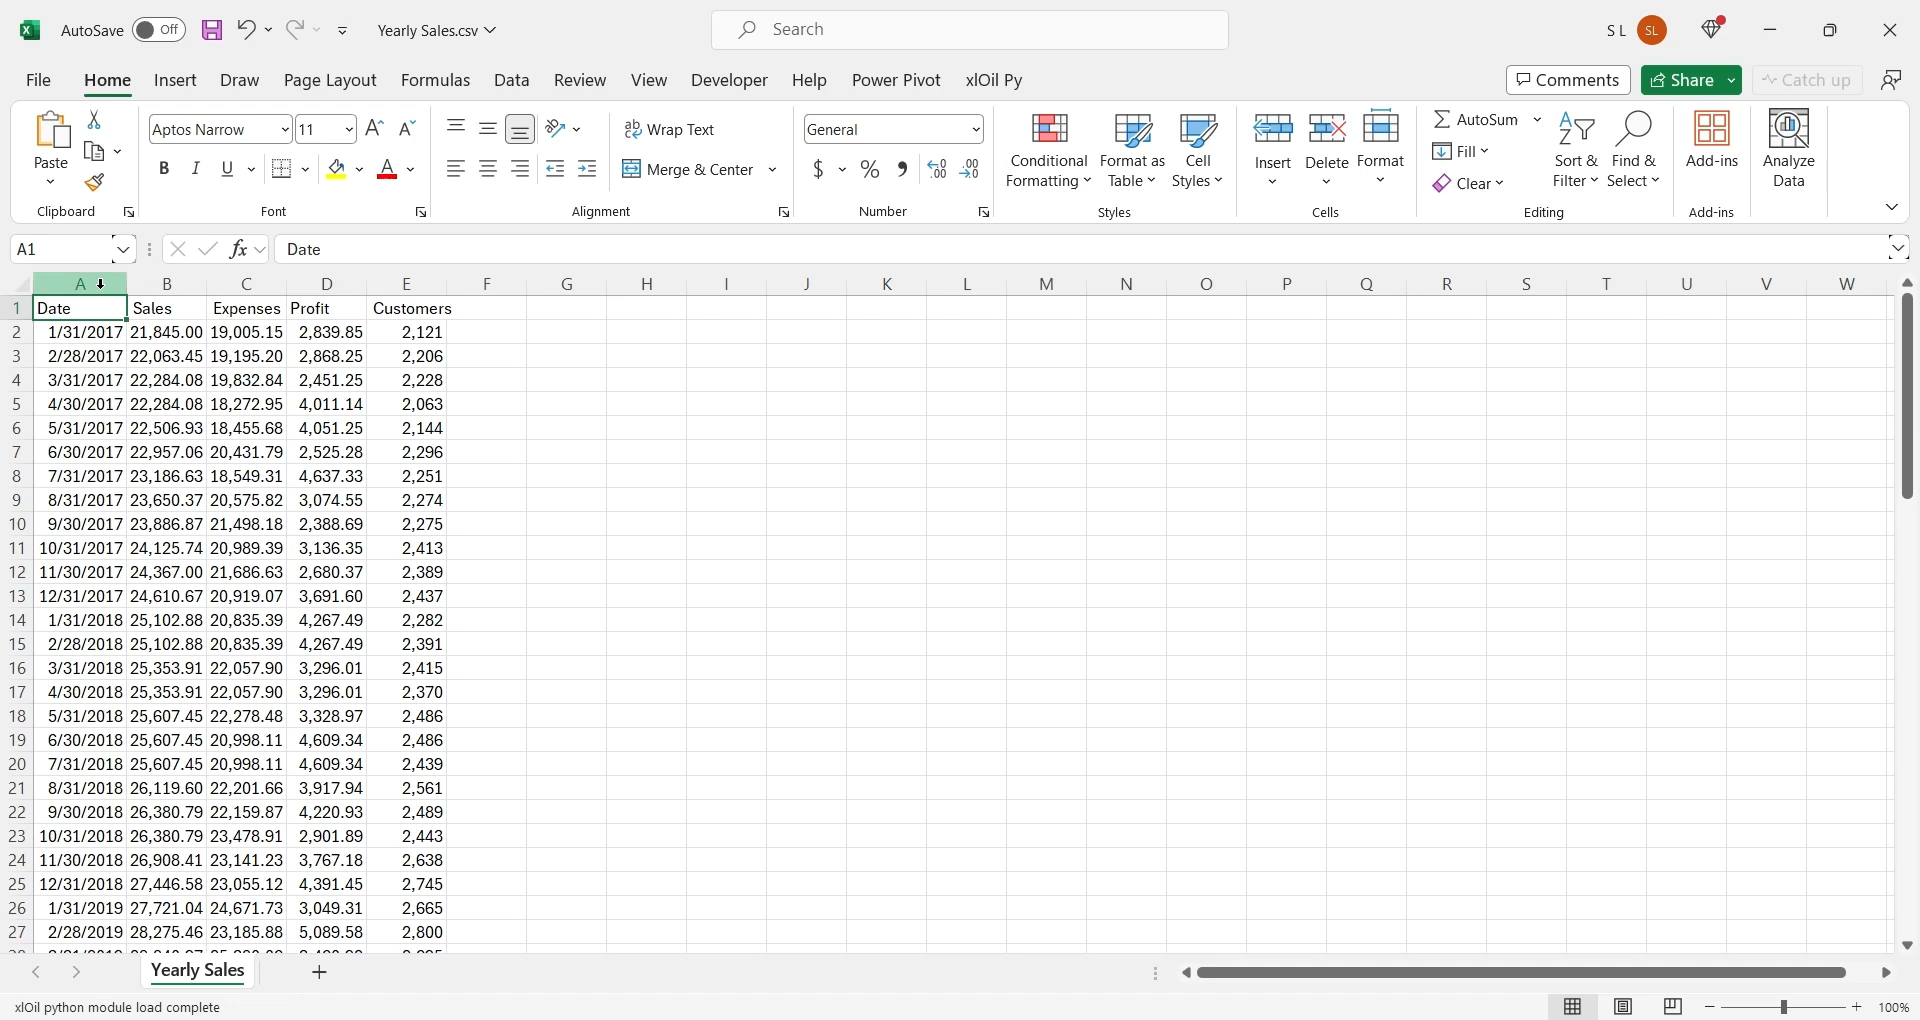 AutoSave Off Yearly Sales.csv Search S L SL
File Home Insert Draw Page Layout Formulas Data Review View Developer Help Power Pivot xlOil Py Comments Share Catch up
Paste
Clipboard
Aptos Narrow 11 A A
B I U A
Font
ab Wrap Text
Merge & Center
Alignment
General
$ % 9 .00 .00
Number
Conditional Formatting
Format as Table
Cell Styles
Styles
Insert Delete Format
Cells
AutoSum
Fill
Clear
Sort & Filter
Find & Select
Editing
Add-ins
Add-ins
Analyze Data
A1 fx Date
A B C D E F G H I J K L M N O P Q R S T U V W
1 Date Sales Expenses Profit Customers
2 1/31/2017 21,845.00 19,005.15 2,839.85 2,121
3 2/28/2017 22,063.45 19,195.20 2,868.25 2,206
4 3/31/2017 22,284.08 19,832.84 2,451.25 2,228
5 4/30/2017 22,284.08 18,272.95 4,011.14 2,063
6 5/31/2017 22,506.93 18,455.68 4,051.25 2,144
7 6/30/2017 22,957.06 20,431.79 2,525.28 2,296
8 7/31/2017 23,186.63 18,549.31 4,637.33 2,251
9 8/31/2017 23,650.37 20,575.82 3,074.55 2,274
10 9/30/2017 23,886.87 21,498.18 2,388.69 2,275
11 10/31/2017 24,125.74 20,989.39 3,136.35 2,413
12 11/30/2017 24,367.00 21,686.63 2,680.37 2,389
13 12/31/2017 24,610.67 20,919.07 3,691.60 2,437
14 1/31/2018 25,102.88 20,835.39 4,267.49 2,282
15 2/28/2018 25,102.88 20,835.39 4,267.49 2,391
16 3/31/2018 25,353.91 22,057.90 3,296.01 2,415
17 4/30/2018 25,353.91 22,057.90 3,296.01 2,370
18 5/31/2018 25,607.45 22,278.48 3,328.97 2,486
19 6/30/2018 25,607.45 20,998.11 4,609.34 2,486
20 7/31/2018 25,607.45 20,998.11 4,609.34 2,439
21 8/31/2018 26,119.60 22,201.66 3,917.94 2,561
22 9/30/2018 26,380.79 22,159.87 4,220.93 2,489
23 10/31/2018 26,380.79 23,478.91 2,901.89 2,443
24 11/30/2018 26,908.41 23,141.23 3,767.18 2,638
25 12/31/2018 27,446.58 23,055.12 4,391.45 2,745
26 1/31/2019 27,721.04 24,671.73 3,049.31 2,665
27 2/28/2019 28,275.46 23,185.88 5,089.58 2,800
Yearly Sales
xlOil python module load complete 100%